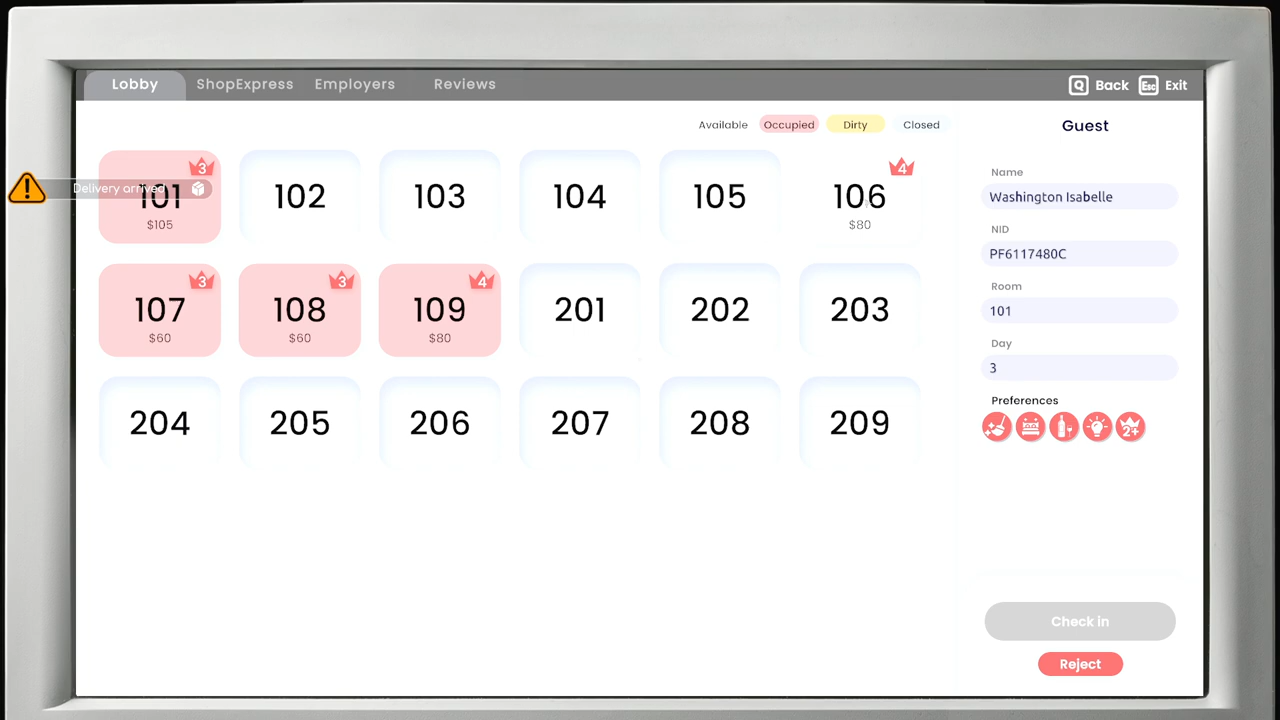 Lobby ShopExpress Employers Reviews Q Back Esc Exit
Available Occupied Dirty Closed
Guest
Delivery arrived
3
101
$105
102
103
104
105
4
106
$80
3
107
$60
3
108
$60
4
109
$80
201
202
203
204
205
206
207
208
209
Name
Washington Isabelle
NID
PF6117480C
Room
101
Day
3
Preferences
2+
Check in
Reject